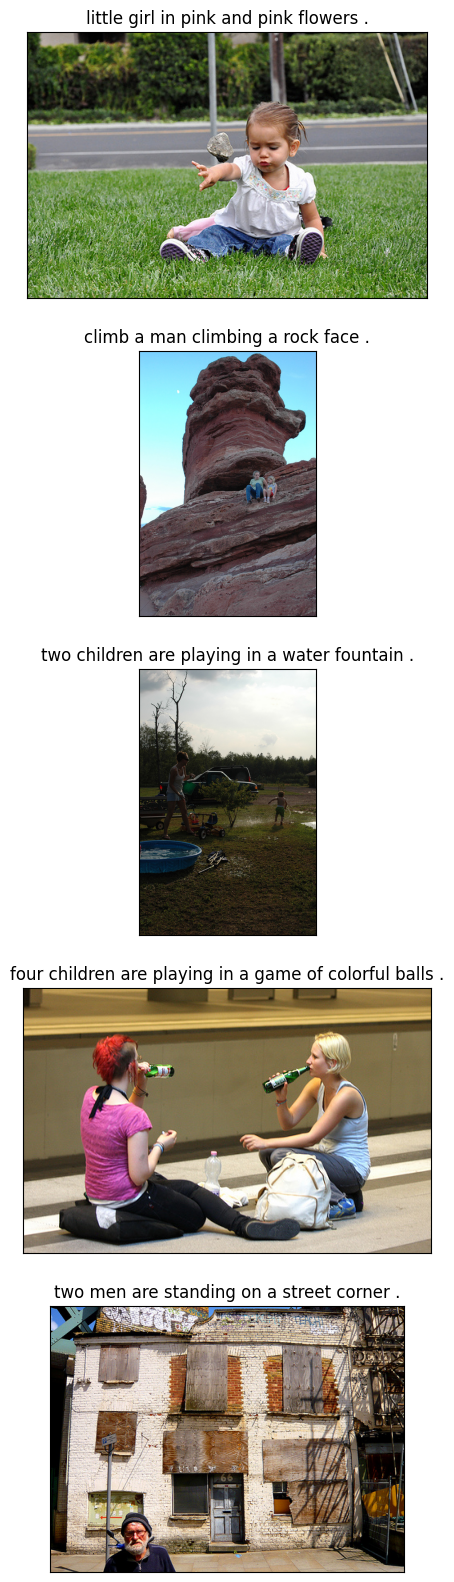 little girl in pink and pink flowers .
climb a man climbing a rock face .
two children are playing in a water fountain .
four children are playing in a game of colorful balls .
two men are standing on a street corner .